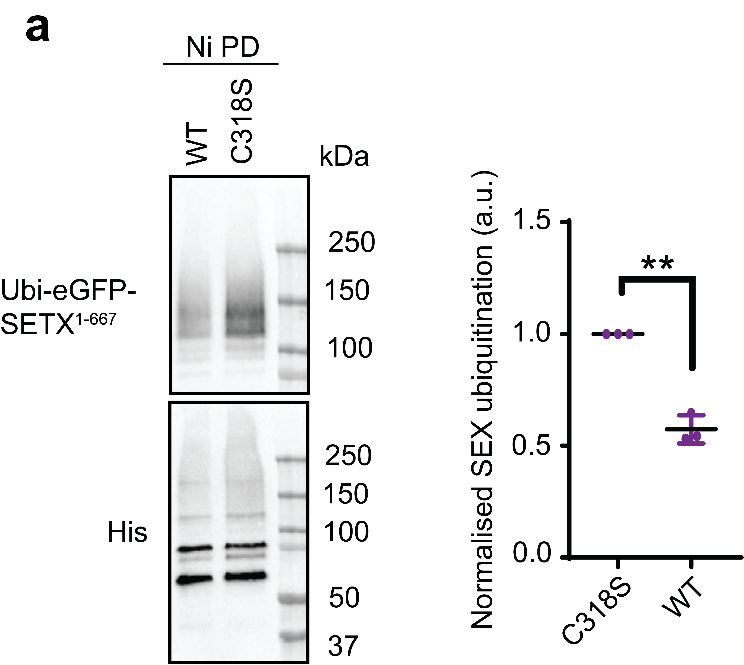 a
Ni PD
WT
C318S
kDa
250
150
100
Ubi-eGFP-
SETX1-667
250
150
100
50
37
His
Normalised SEX ubiquitination (a.u.)
1.5
1.0
0.5
0.0
**
C318S
WT